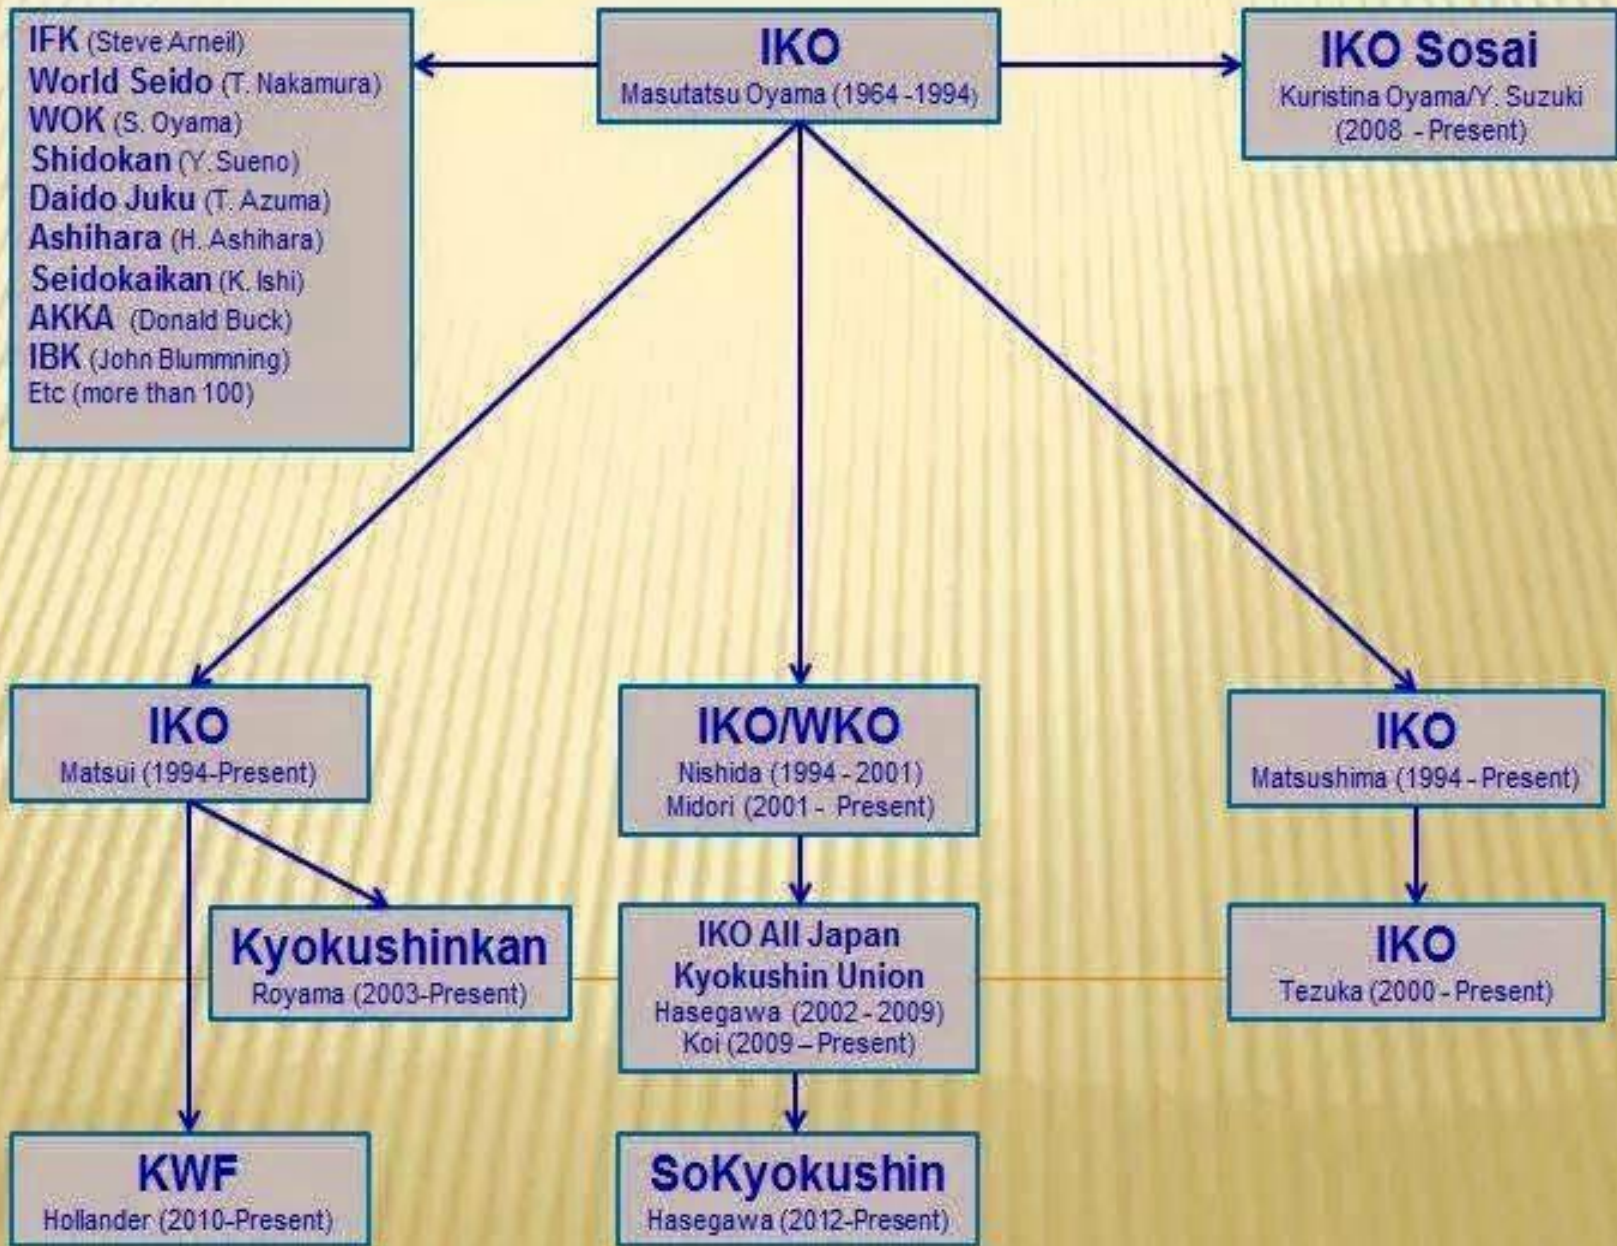 IFK (Steve Arneil)
World Seido (T. Nakamura)
WOK (S. Oyama)
Shidokan (Y. Sueno)
Daido Juku (T. Azuma)
Ashihara (H. Ashihara)
Seidokaikan (K. Ishi)
AKKA (Donald Buck)
IBK (John Blummning)
Etc (more than 100)
IKO
Masutatsu Oyama (1964 -1994)
IKO Sosai
Kuristina Oyama/Y. Suzuki
(2008 - Present)
IKO
Matsui (1994-Present)
IKO/WKO
Nishida (1994 - 2001)
Midori (2001 - Present)
IKO
Matsushima (1994 - Present)
Kyokushinkan
Royama (2003-Present)
IKO All Japan
Kyokushin Union
Hasegawa (2002 - 2009)
Koi (2009 – Present)
IKO
Tezuka (2000 - Present)
KWF
Hollander (2010-Present)
SoKyokushin
Hasegawa (2012-Present)